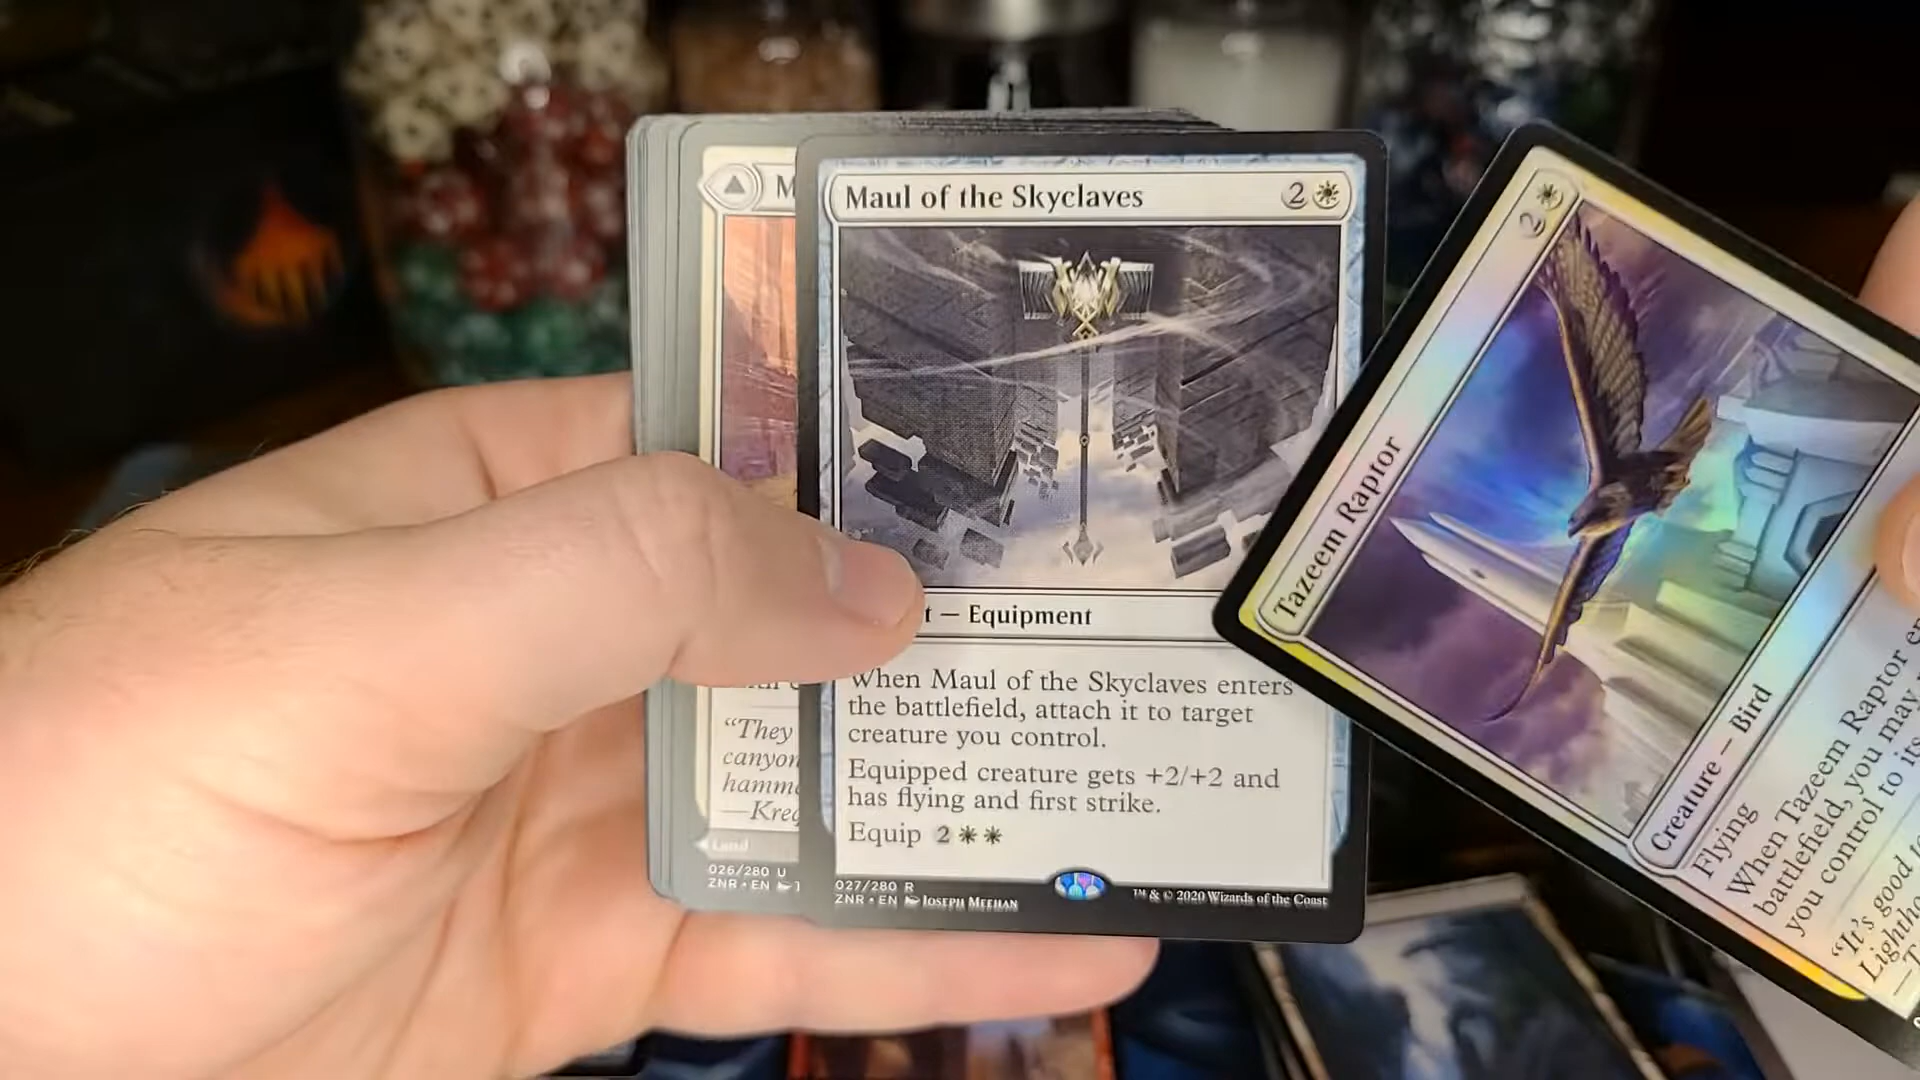 M
"They
canyon
hamme
—Kreg
Land
026/280 U
ZNR • EN
Maul of the Skyclaves
2
t — Equipment
When Maul of the Skyclaves enters
the battlefield, attach it to target
creature you control.
Equipped creature gets +2/+2 and
has flying and first strike.
Equip 2
027/280 R
ZNR • EN Joseph Meehan
™ & © 2020 Wizards of the Coast
Tazeem Raptor
2
Creature — Bird
Flying
When Tazeem Raptor en
battlefield, you may
you control to its
"It's good to
Lightho
—T